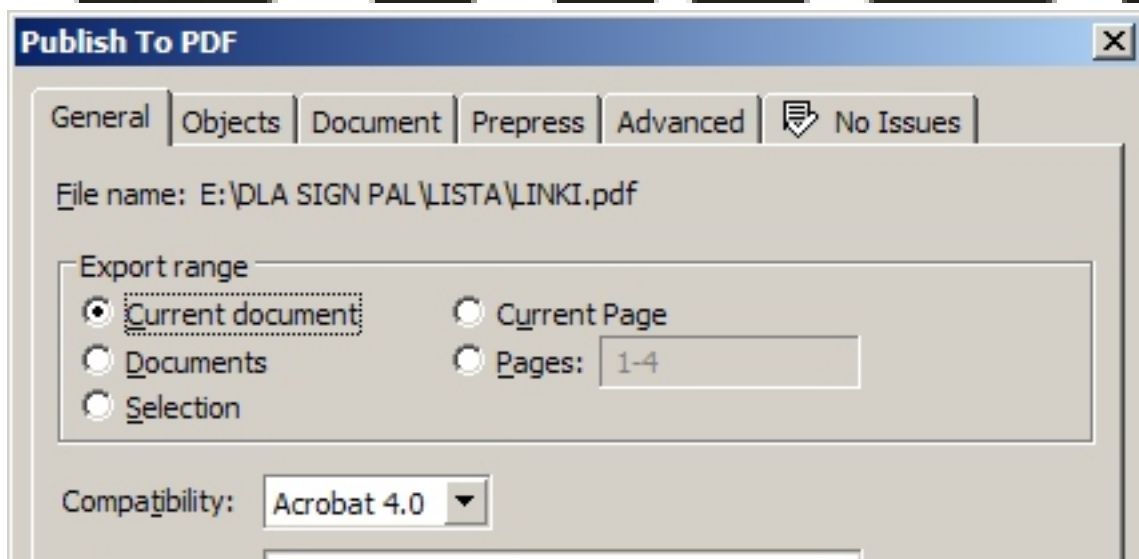 Publish To PDF
General Objects Document Prepress Advanced No Issues
File name: E:\DLA SIGN PAL\LISTA\LINKI.pdf
Export range
Current document Current Page
Documents Pages: 1-4
Selection
Compatibility: Acrobat 4.0